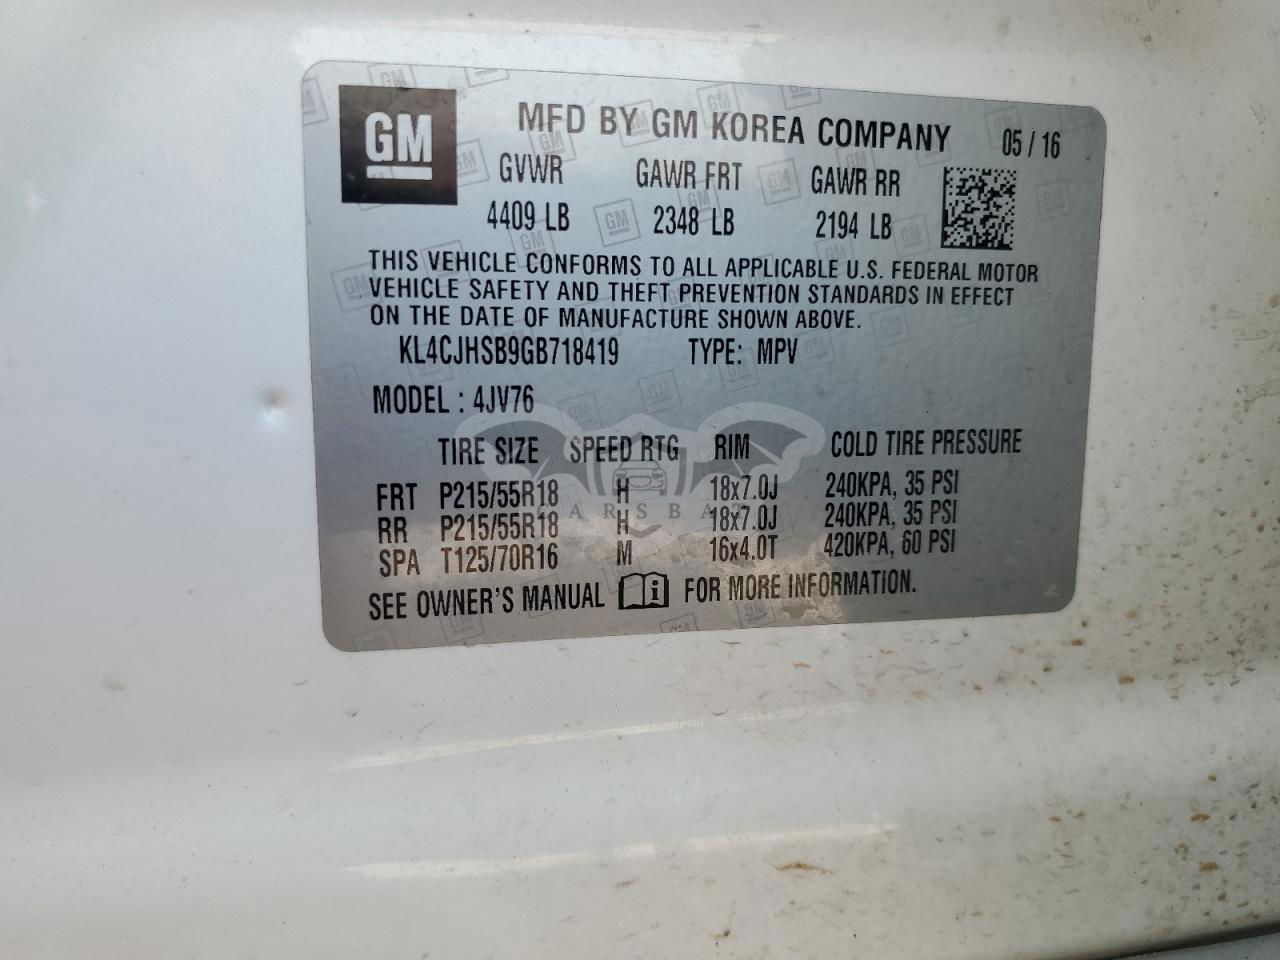 GM
MFD BY GM KOREA COMPANY 05 / 16
GVWR GAWR FRT GAWR RR
4409 LB 2348 LB 2194 LB
THIS VEHICLE CONFORMS TO ALL APPLICABLE U.S. FEDERAL MOTOR
VEHICLE SAFETY AND THEFT PREVENTION STANDARDS IN EFFECT
ON THE DATE OF MANUFACTURE SHOWN ABOVE.
KL4CJHSB9GB718419 TYPE: MPV
MODEL : 4JV76
TIRE SIZE SPEED RTG RIM COLD TIRE PRESSURE
FRT P215/55R18 H 18x7.0J 240KPA, 35 PSI
RR P215/55R18 H 18x7.0J 240KPA, 35 PSI
SPA T125/70R16 M 16x4.0T 420KPA, 60 PSI
SEE OWNER'S MANUAL FOR MORE INFORMATION.